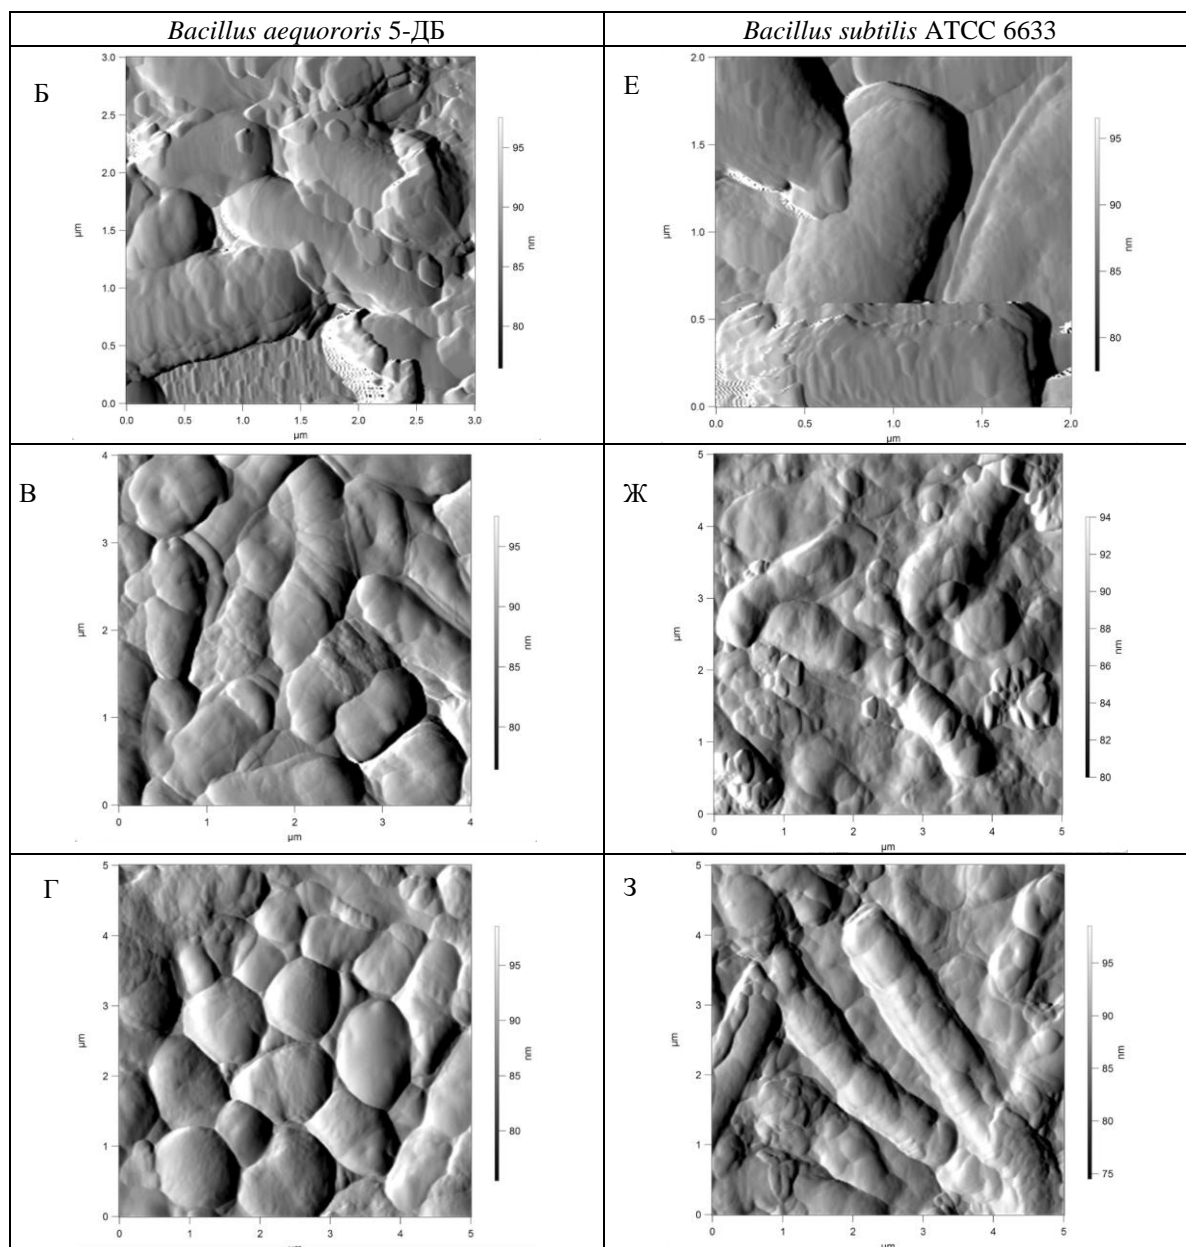 Bacillus aequororis 5-ДБ
Bacillus subtilis АТСС 6633
Б
3.0
2.5
2.0
1.5
1.0
0.5
0.0
0.0 0.5 1.0 1.5 2.0 2.5 3.0
µm
µm
95
90
85
80
nm
Е
2.0
1.5
1.0
0.5
0.0
0.0 0.5 1.0 2.0
µm
µm
95
90
85
80
nm
В
4
3
2
1
0
0 1 2 3 4
µm
µm
95
90
85
80
nm
Ж
5
4
3
2
1
0
0 1 2 3 4 5
µm
µm
94
92
90
88
86
84
82
80
nm
Г
5
4
3
2
1
0
0 1 2 3 4 5
µm
µm
95
90
85
80
nm
З
5
4
3
2
1
0
0 1 2 3 4 5
µm
µm
95
90
85
80
75
nm